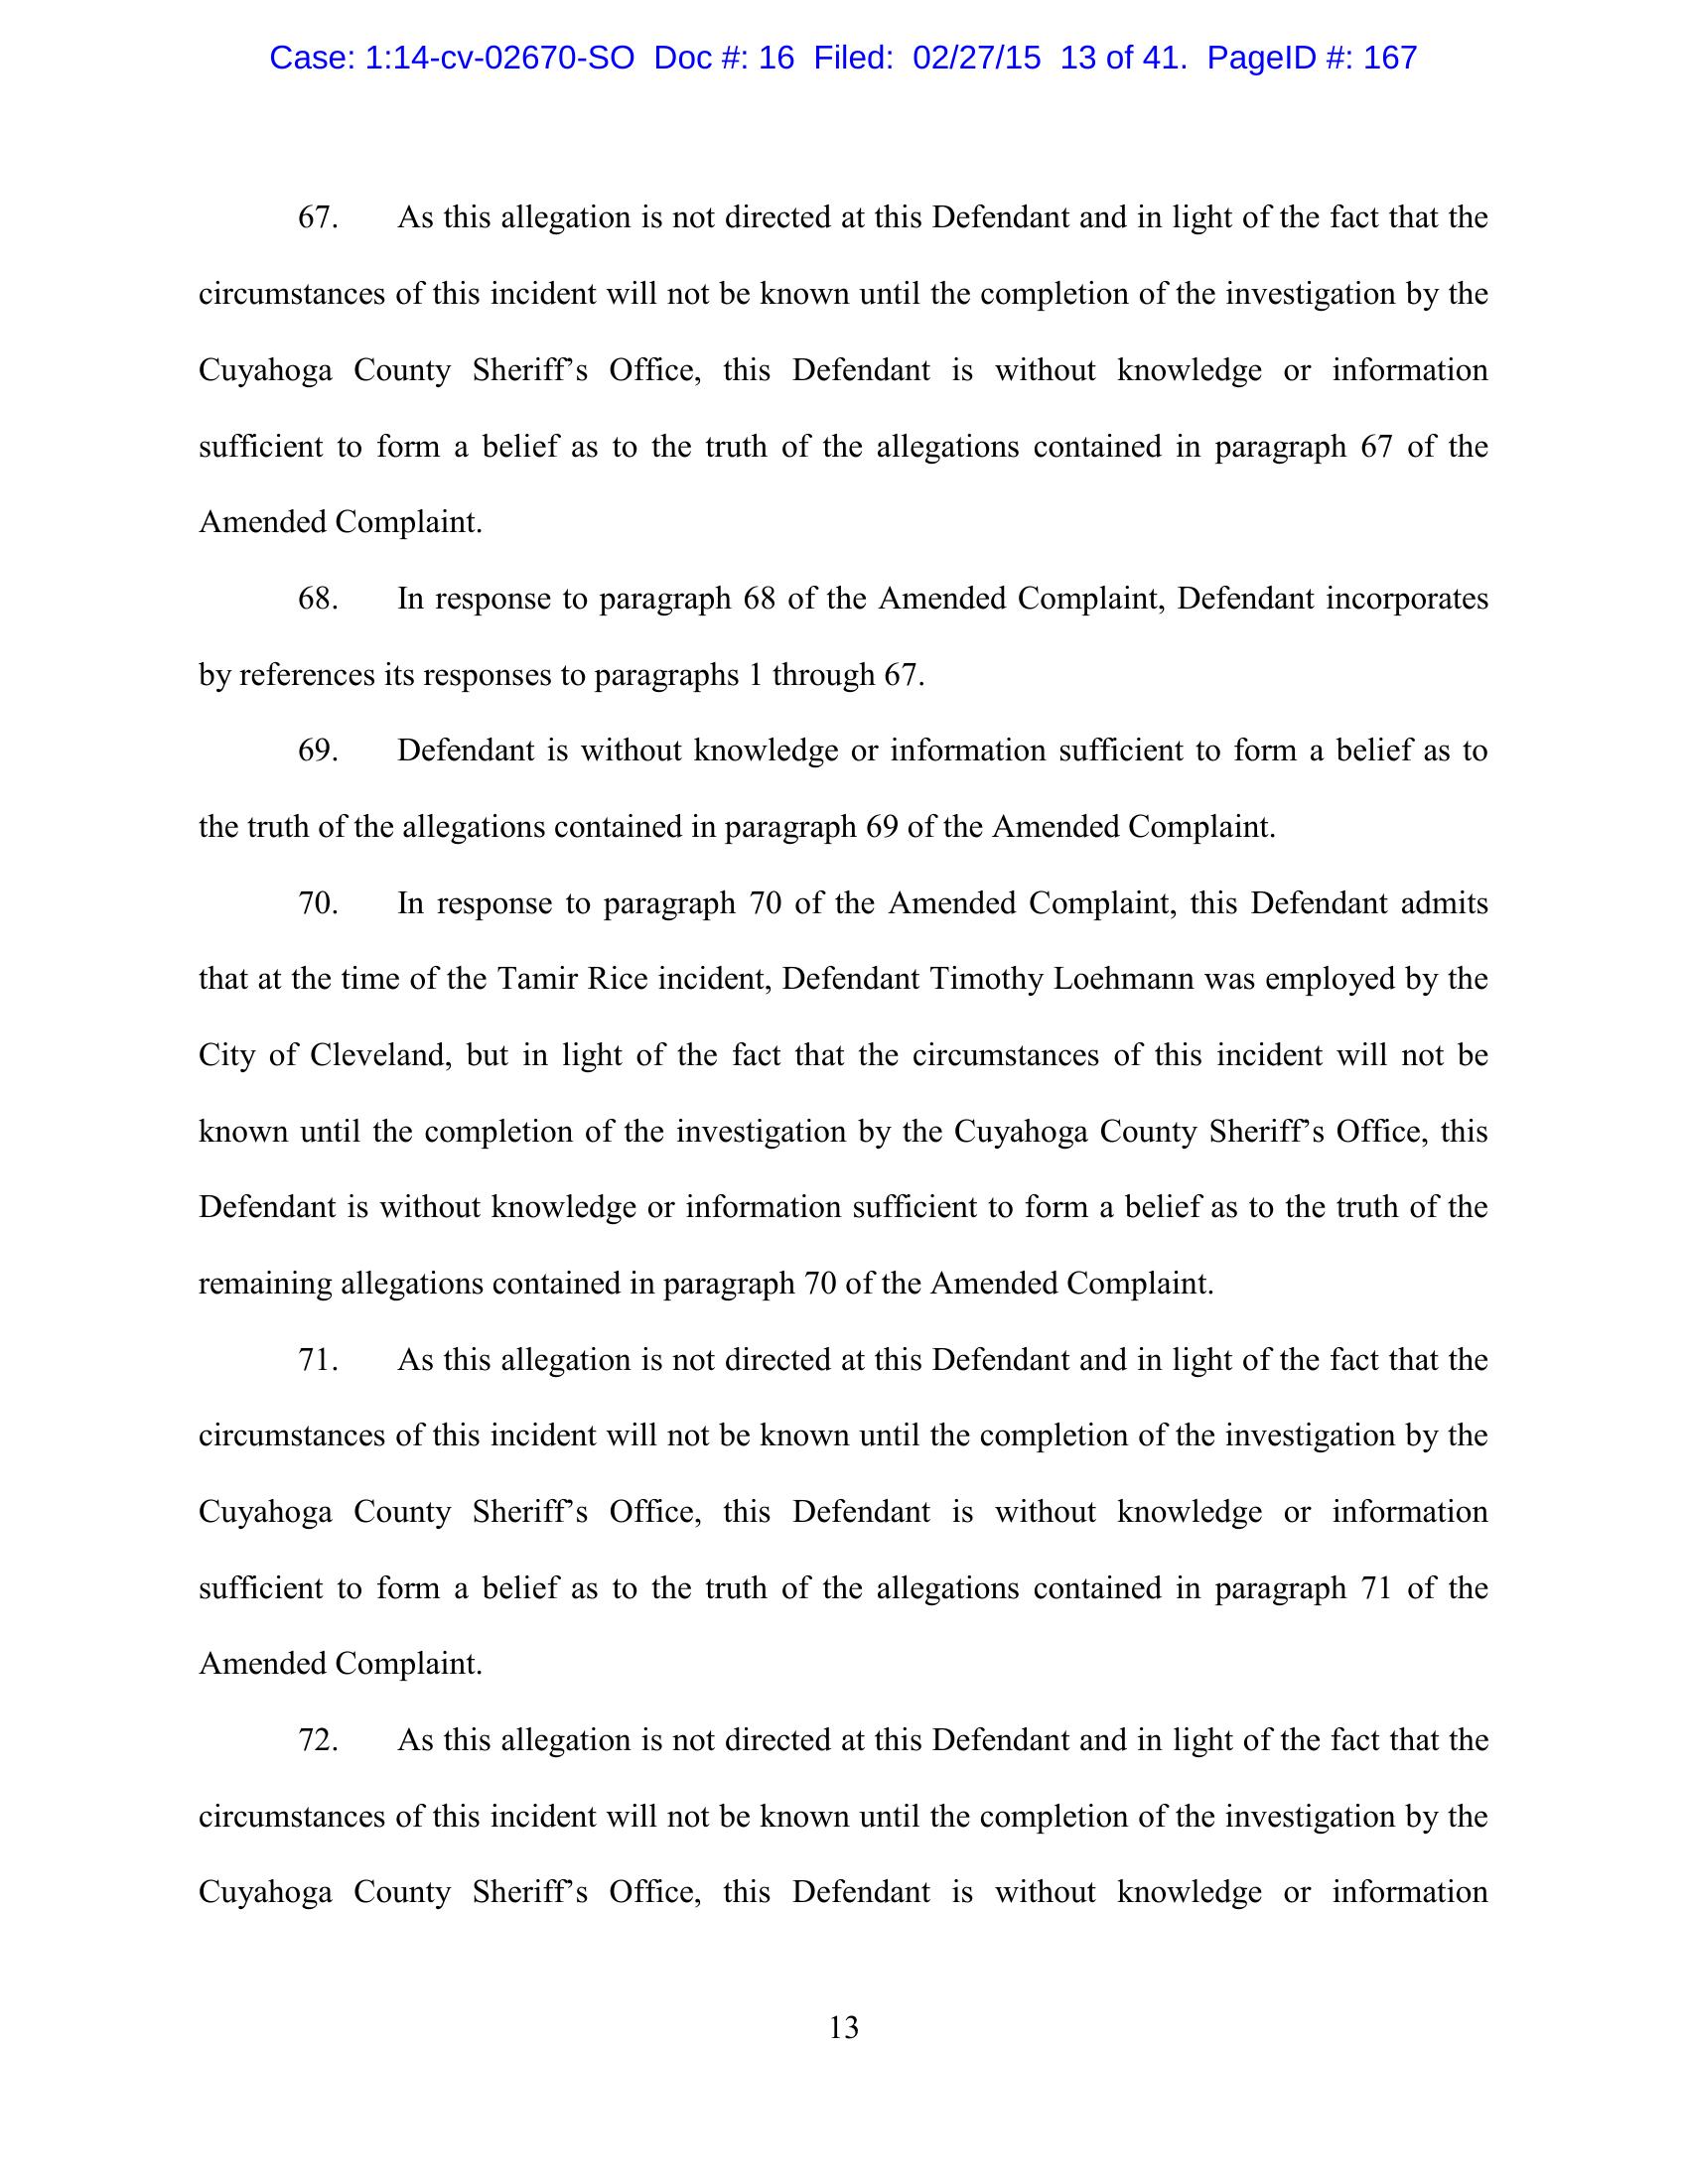 Case: 1:14-cv-02670-SO Doc #: 16 Filed: 02/27/15 13 of 41. PageID #: 167
67. As this allegation is not directed at this Defendant and in light of the fact that the
circumstances of this incident will not be known until the completion of the investigation by the
Cuyahoga County Sheriff’s Office, this Defendant is without knowledge or information
sufficient to form a belief as to the truth of the allegations contained in paragraph 67 of the
Amended Complaint.
68. In response to paragraph 68 of the Amended Complaint, Defendant incorporates
by references its responses to paragraphs 1 through 67.
69. Defendant is without knowledge or information sufficient to form a belief as to
the truth of the allegations contained in paragraph 69 of the Amended Complaint.
70. In response to paragraph 70 of the Amended Complaint, this Defendant admits
that at the time of the Tamir Rice incident, Defendant Timothy Loehmann was employed by the
City of Cleveland, but in light of the fact that the circumstances of this incident will not be
known until the completion of the investigation by the Cuyahoga County Sheriff’s Office, this
Defendant is without knowledge or information sufficient to form a belief as to the truth of the
remaining allegations contained in paragraph 70 of the Amended Complaint.
71. As this allegation is not directed at this Defendant and in light of the fact that the
circumstances of this incident will not be known until the completion of the investigation by the
Cuyahoga County Sheriff’s Office, this Defendant is without knowledge or information
sufficient to form a belief as to the truth of the allegations contained in paragraph 71 of the
Amended Complaint.
72. As this allegation is not directed at this Defendant and in light of the fact that the
circumstances of this incident will not be known until the completion of the investigation by the
Cuyahoga County Sheriff’s Office, this Defendant is without knowledge or information
13